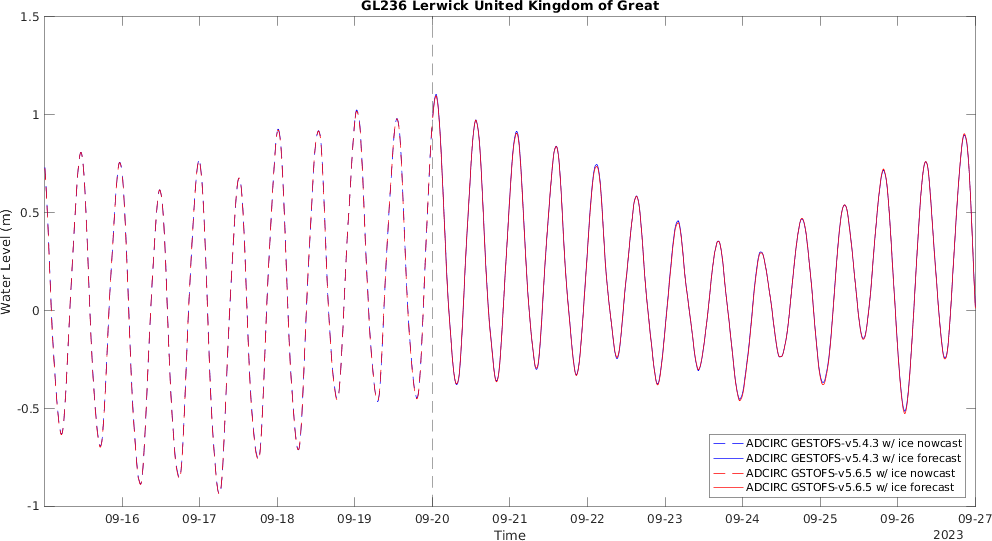 GL236 Lerwick United Kingdom of Great
1.5
1
0.5
0
-0.5
-1
Water Level (m)
ADCIRC GESTOFS-v5.4.3 w/ ice nowcast
ADCIRC GESTOFS-v5.4.3 w/ ice forecast
ADCIRC GSTOFS-v5.6.5 w/ ice nowcast
ADCIRC GSTOFS-v5.6.5 w/ ice forecast
09-16 09-17 09-18 09-19 09-20 09-21 09-22 09-23 09-24 09-25 09-26 09-27
Time
2023